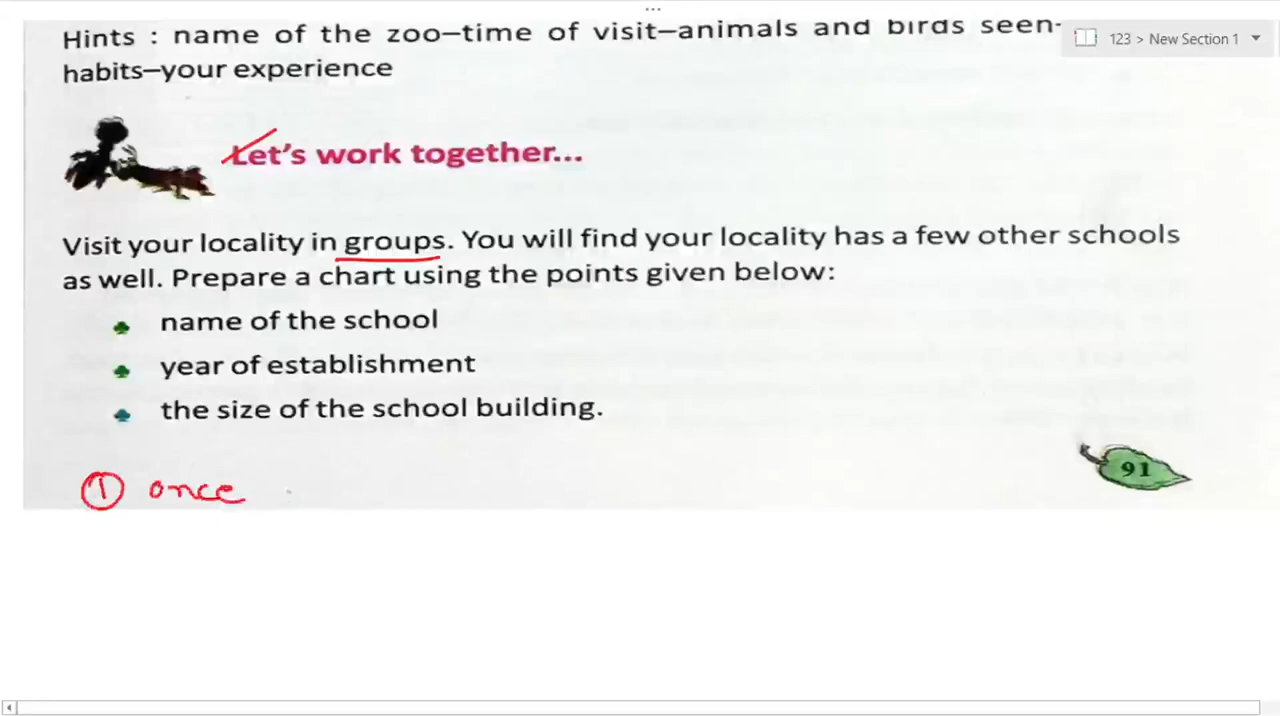 ...
Hints : name of the zoo—time of visit—animals and birds seen-
123 > New Section 1
habits—your experience
Let's work together...
Visit your locality in groups. You will find your locality has a few other schools
as well. Prepare a chart using the points given below:
name of the school
year of establishment
the size of the school building.
91
① once